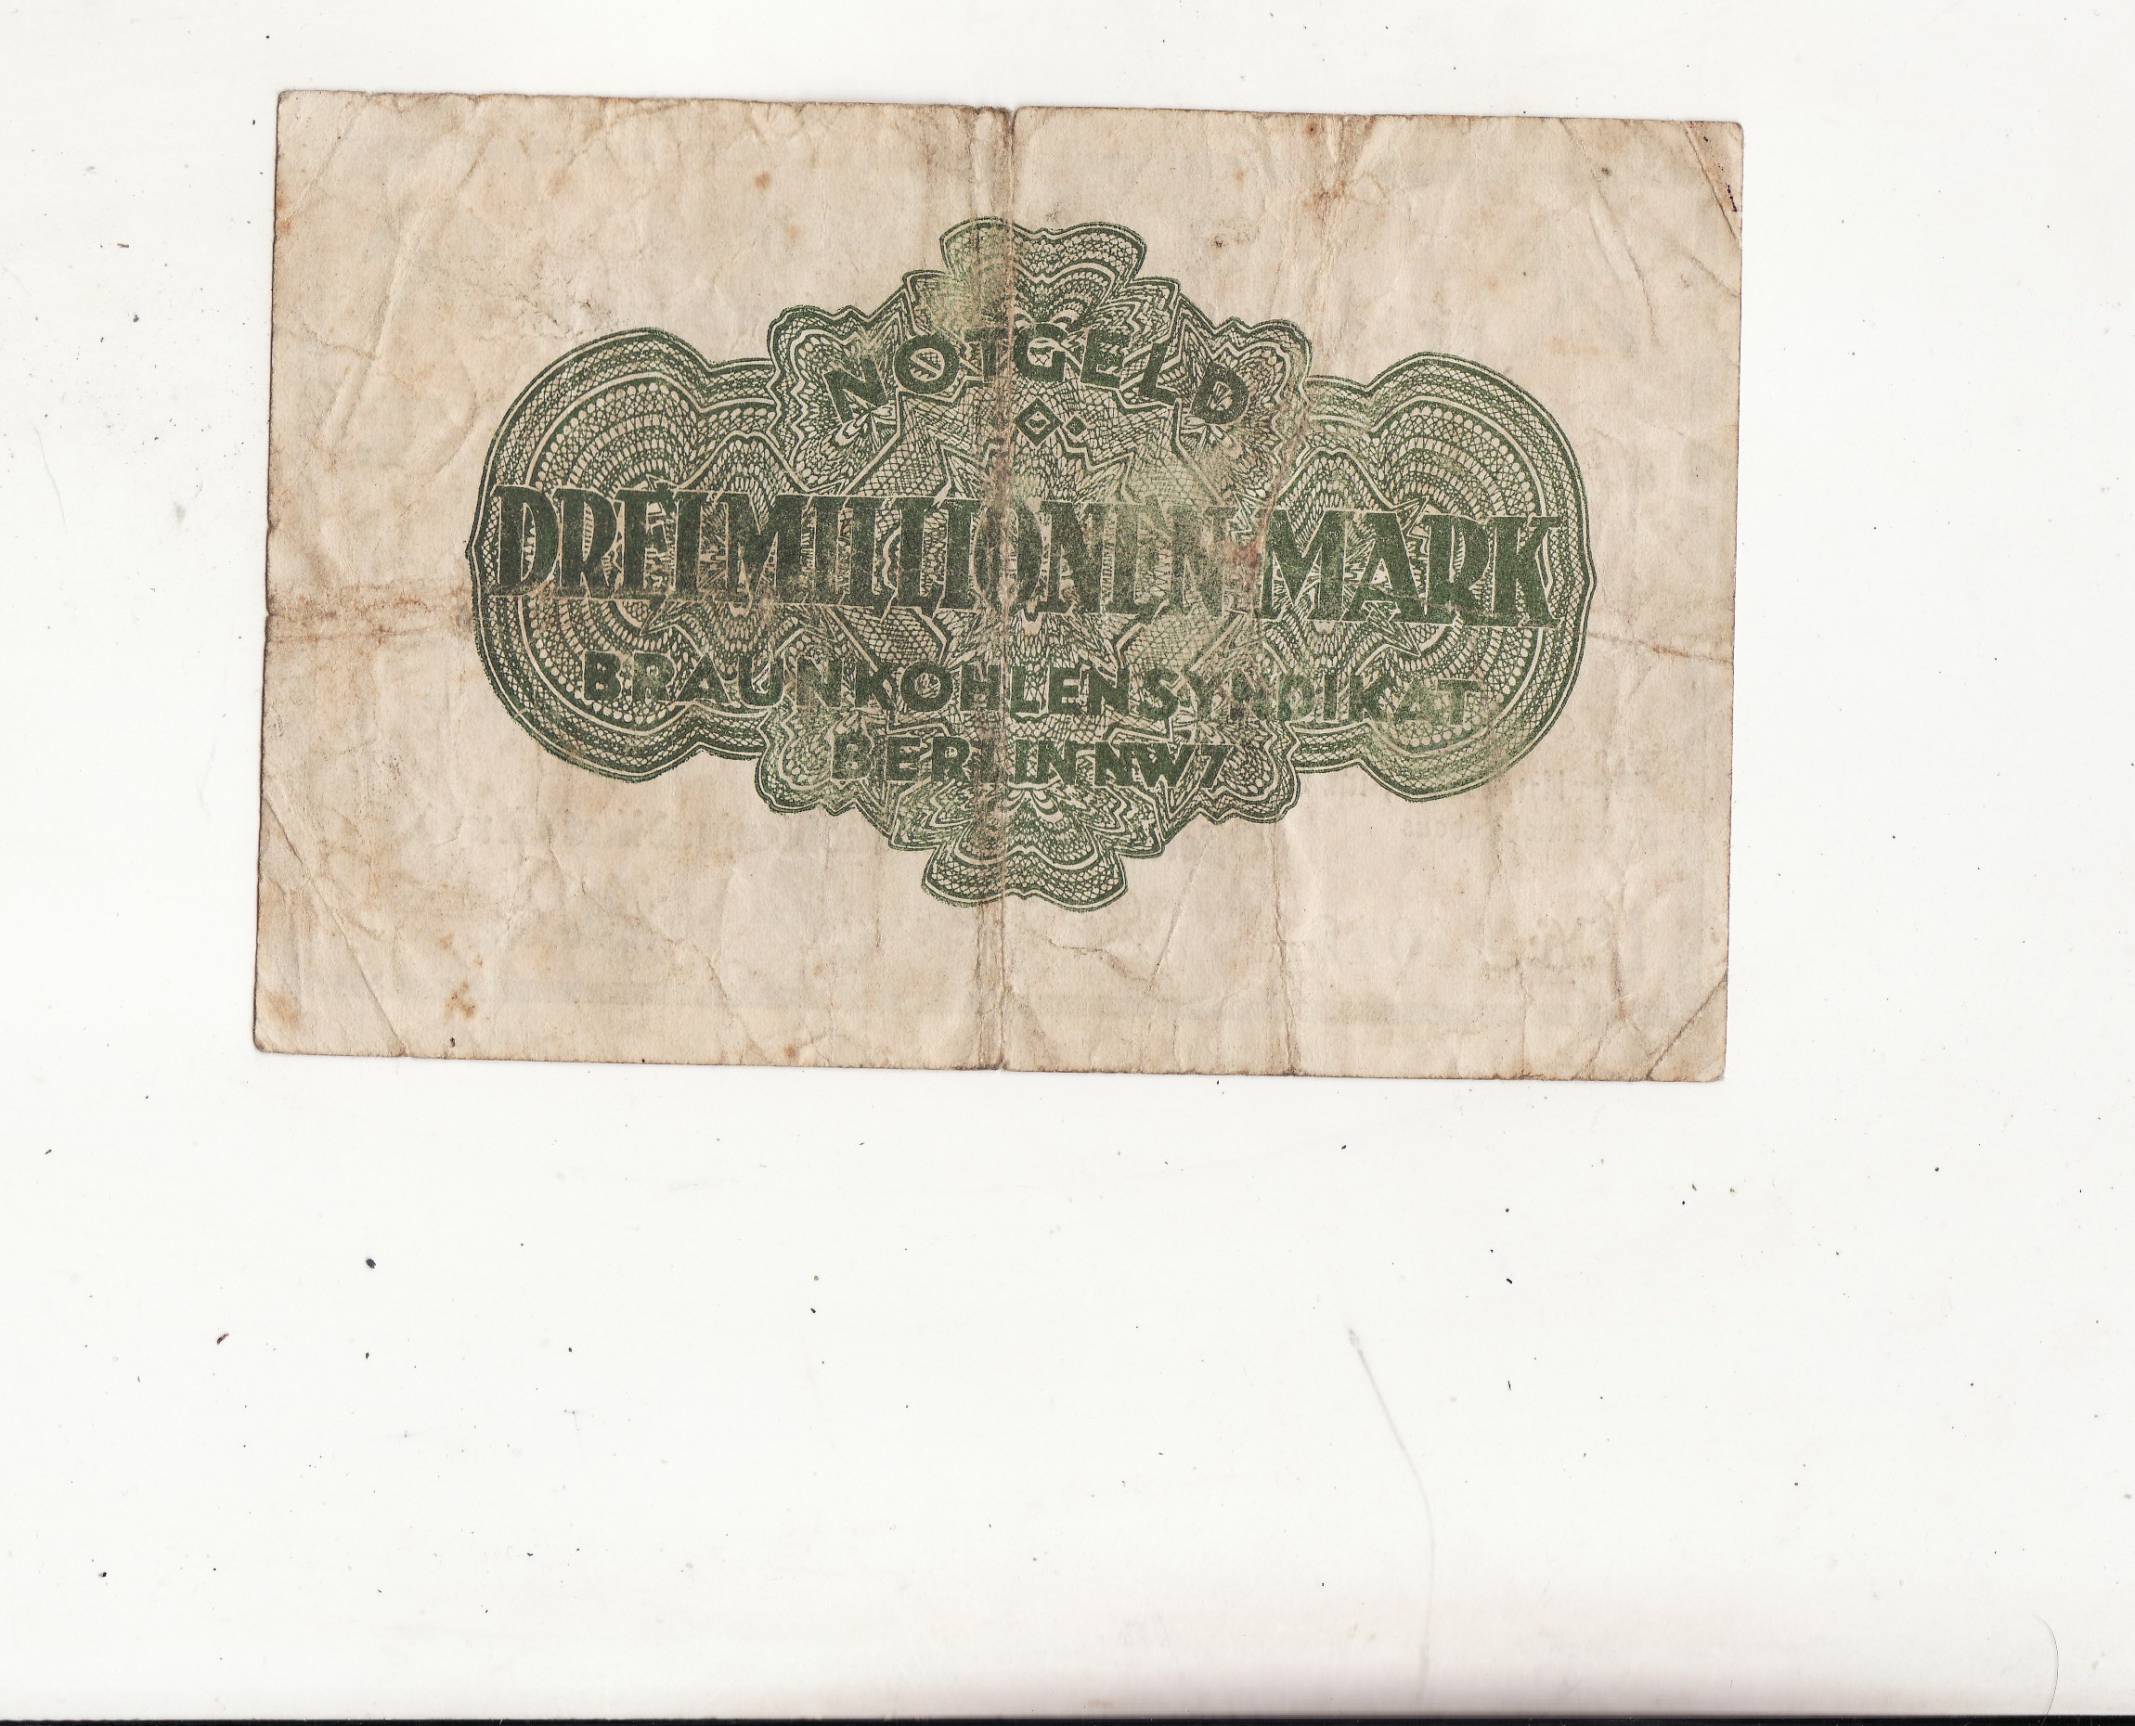 NOTGELD
DREI MILLIONEN MARK
BRAUNKOHLENSYNDIKAT
BERLIN NW7